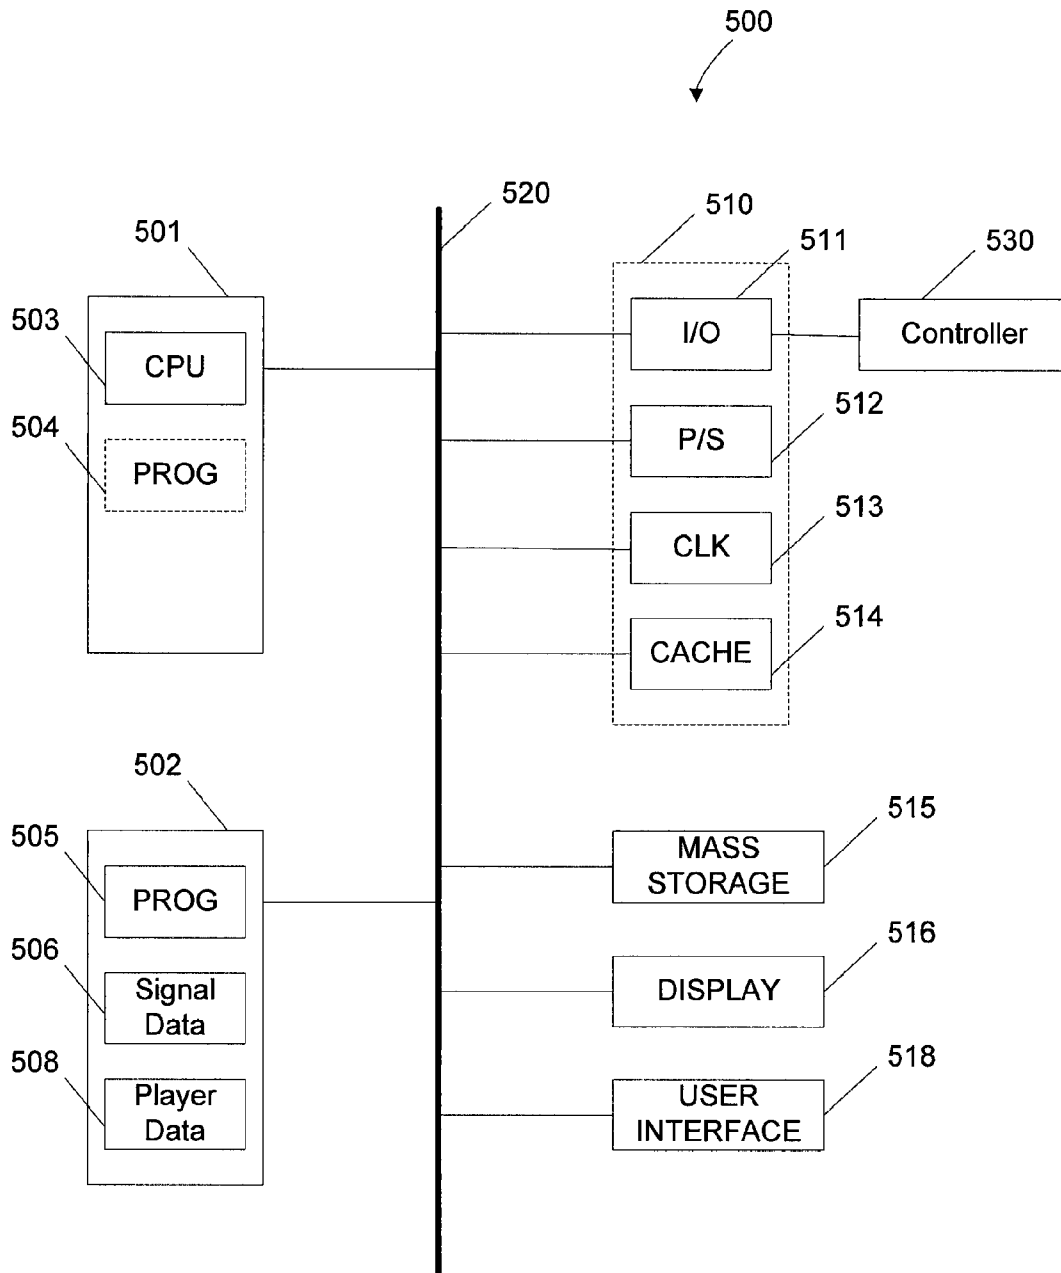 500
520
510
501
511
530
503
CPU
I/O
Controller
504
PROG
512
P/S
513
CLK
514
CACHE
502
515
505
PROG
MASS
STORAGE
506
Signal
Data
516
DISPLAY
508
Player
Data
518
USER
INTERFACE